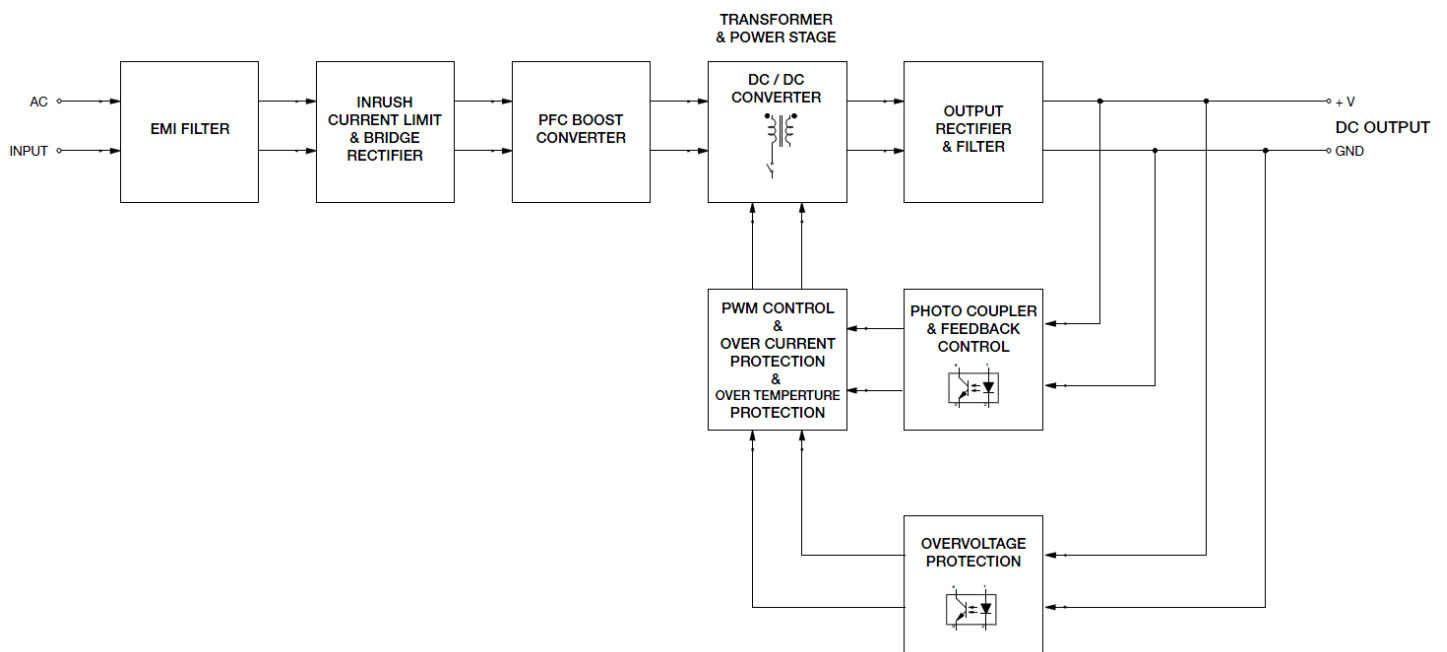 TRANSFORMER
& POWER STAGE
AC
INPUT
EMI FILTER
INRUSH
CURRENT LIMIT
& BRIDGE
RECTIFIER
PFC BOOST
CONVERTER
DC / DC
CONVERTER
OUTPUT
RECTIFIER
& FILTER
+ V
DC OUTPUT
GND
PWM CONTROL
&
OVER CURRENT
PROTECTION
&
OVER TEMPERTURE
PROTECTION
PHOTO COUPLER
& FEEDBACK
CONTROL
OVERVOLTAGE
PROTECTION